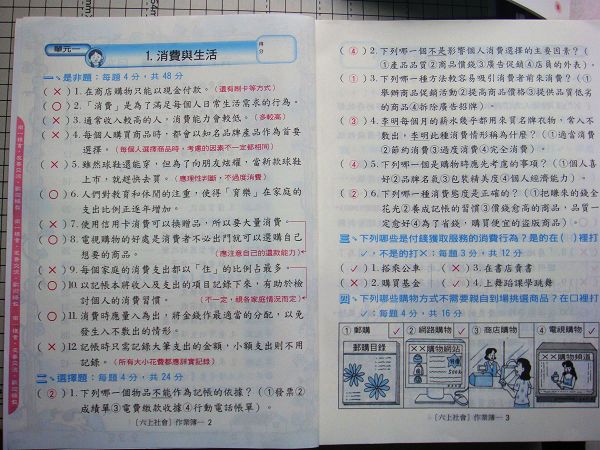 單元一
1. 消費與生活
得分
一、是非題：每題4分，共48分
（×）1. 在商店購物只能以現金付款。（還有刷卡等方式）
（○）2. 「消費」是為了滿足每個人日常生活需求的行為。
（×）3. 通常收入較高的人，消費能力會較低。（多較高）
（×）4. 每個人購買商品時，都會以知名品牌產品作為首要
選擇。（每個人選擇商品時，考慮的因素不一定都相同）
（×）5. 雖然球鞋還能穿，但為了向朋友炫耀，當新款球鞋
上市，就趕快去買。（應理性判斷，不過度消費）
（○）6. 人們對教育和休閒的注重，使得「育樂」在家庭的
支出比例正逐年增加。
（×）7. 使用信用卡消費可以換贈品，所以要大量消費。
（○）8. 電視購物的好處是消費者不必出門就可以選購自己
想要的商品。（應注意自己的還款能力）
（×）9. 每個家庭的消費支出都以「住」的比例占最多。
（○）10. 以記帳本將收入及支出的項目記錄下來，有助於檢
討個人的消費習慣。（不一定，視各家庭情況而定）
（○）11. 消費時應量入為出，將金錢作最適當的分配，以免
發生入不敷出的情形。
（×）12. 記帳時只需記錄大筆支出的金額，小額支出則不用
記錄。（所有大小花費都應詳實記錄）
二、選擇題：每題4分，共24分
（2）1. 下列哪一個物品不能作為記帳的依據？（①發票②
成績單③電費繳款收據④行動電話帳單）。
［六上社會］作業簿—2
（4）2. 下列哪一個不是影響個人消費選擇的主要因素？（
①產品品質②商品價錢③廣告促銷④店員的外表）。
（1）3. 下列哪一種方法較容易吸引消費者前來消費？（①
舉辦商品促銷活動②提高商品價格③提供品質低劣
的商品④拆除廣告招牌）
（1）4. 李明每個月的薪水幾乎都用來買名牌衣物，常入不
敷出，李明此種消費情形稱為什麼？（①過當消費
②節約消費③適度消費④完全消費）。
（4）5. 下列哪一個是購物時應先考慮的事項？（①個人喜
好②品牌名氣③包裝精美度④個人經濟能力）。
（2）6. 下列哪一種消費態度是正確的？（①把賺來的錢全
花光②養成記帳的習慣③價錢愈高的商品，品質一
定愈好④為了省錢，購買便宜的盜版商品）。
三、下列哪些是付錢獲取服務的消費行為？是的在（）裡打
✓，不是的打×：每題3分，共12分
（✓）1. 搭乘公車
（×）3. 在書店買書
（×）2. 購買基金
（✓）4. 上舞蹈課學跳舞
四、下列哪些購物方式不需要親自到場挑選商品？在□裡打
✓：每題4分，共16分
① 郵購 ✓
② 網路購物 ✓
③ 商店購物
④ 電視購物 ✓
郵購目錄
××購物網站
××購物頻道
［六上社會］作業簿—3